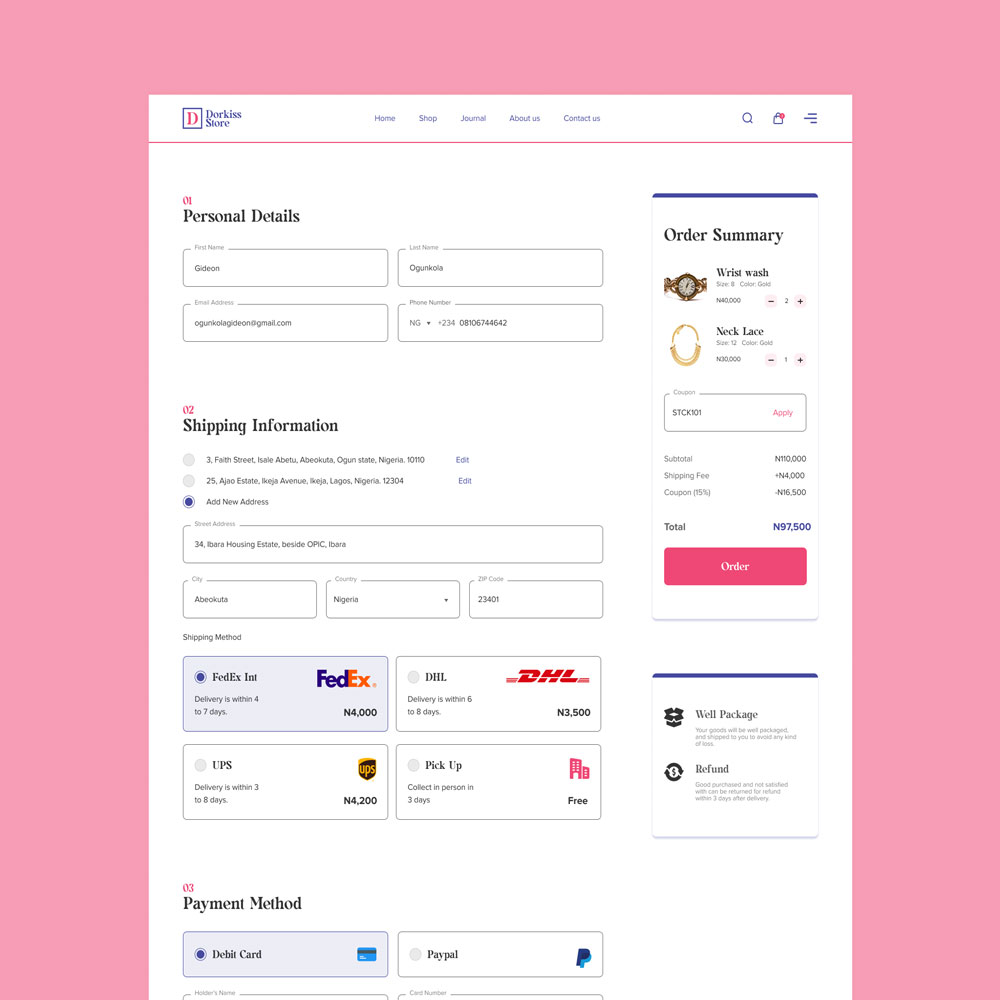 D Dorkiss
Store
Home Shop Journal About us Contact us
01
Personal Details
First Name
Gideon
Last Name
Ogunkola
Email Address
ogunkolagideon@gmail.com
Phone Number
NG ▼ +234 08106744642
02
Shipping Information
3, Faith Street, Isale Abetu, Abeokuta, Ogun state, Nigeria. 10110 Edit
25, Ajao Estate, Ikeja Avenue, Ikeja, Lagos, Nigeria. 12304 Edit
Add New Address
Street Address
34, Ibara Housing Estate, beside OPIC, Ibara
City
Abeokuta
Country
Nigeria
ZIP Code
23401
Shipping Method
FedEx Int
FedEx®
Delivery is within 4
to 7 days.
N4,000
DHL
DHL
Delivery is within 6
to 8 days.
N3,500
UPS
ups
Delivery is within 3
to 8 days.
N4,200
Pick Up
Collect in person in
3 days
Free
03
Payment Method
Debit Card
Paypal
Holder's Name
Card Number
Order Summary
Wrist wash
Size: 8 Color: Gold
N40,000 − 2 +
Neck Lace
Size: 12 Color: Gold
N30,000 − 1 +
Coupon
STCK101 Apply
Subtotal N110,000
Shipping Fee +N4,000
Coupon (15%) -N16,500
Total N97,500
Order
Well Package
Your goods will be well packaged,
and shipped to you to avoid any kind
of loss.
Refund
Good purchased and not satisfied
with can be returned for refund
within 3 days after delivery.